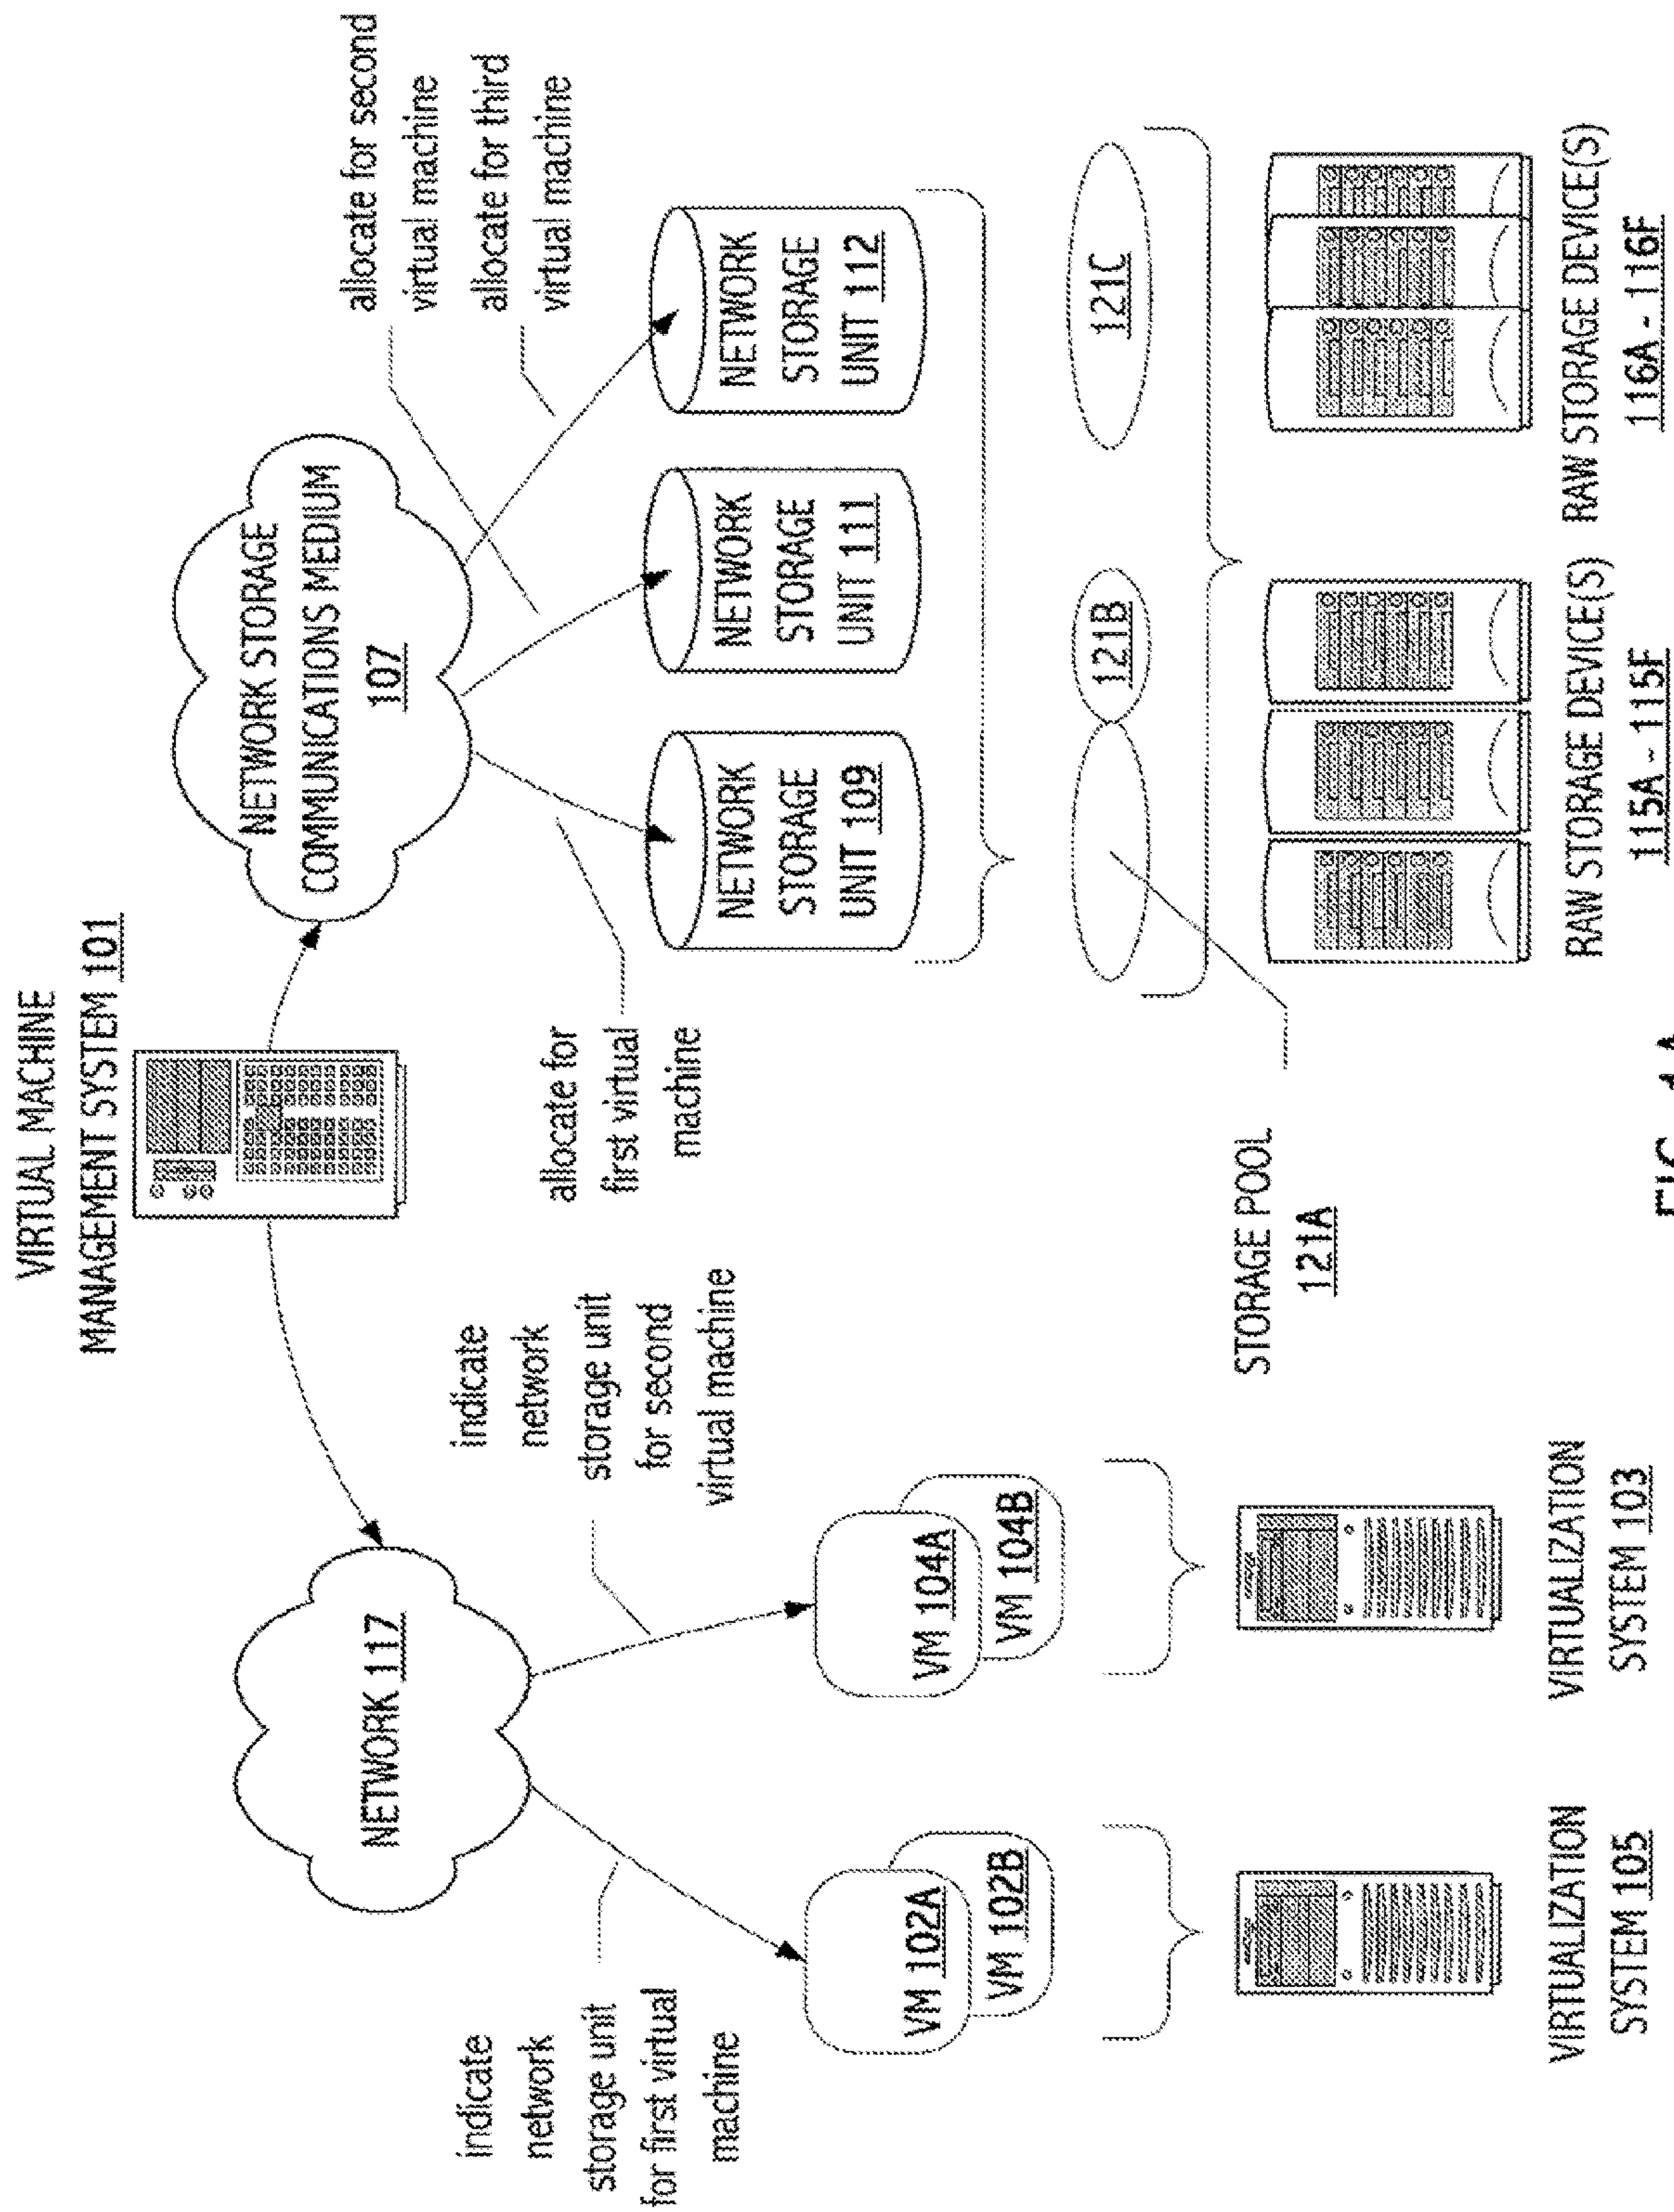 VIRTUAL MACHINE
MANAGEMENT SYSTEM 101
NETWORK 117
NETWORK STORAGE
COMMUNICATIONS MEDIUM
107
indicate
network
storage unit
for first virtual
machine
indicate
network
storage unit
for second
virtual machine
allocate for
first virtual
machine
allocate for second
virtual machine
allocate for third
virtual machine
VM 102A
VM 102B
VM 104A
VM 104B
NETWORK
STORAGE
UNIT 109
NETWORK
STORAGE
UNIT 111
NETWORK
STORAGE
UNIT 112
121B
121C
STORAGE POOL
121A
VIRTUALIZATION
SYSTEM 105
VIRTUALIZATION
SYSTEM 103
RAW STORAGE DEVICE(S)
115A - 115F
RAW STORAGE DEVICE(S)
116A - 116F